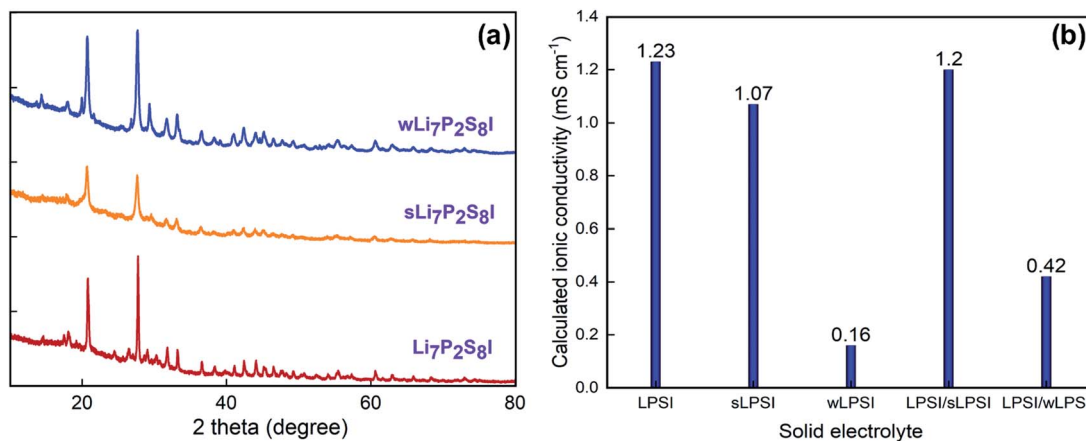 (a)
wLi₇P₂S₈I
sLi₇P₂S₈I
Li₇P₂S₈I
20 40 60 80
2 theta (degree)
(b)
Calculated ionic conductivity (mS cm⁻¹)
1.4
1.2
1.0
0.8
0.6
0.4
0.2
0.0
1.23
1.07
0.16
1.2
0.42
LPSI sLPSI wLPSI LPSI/sLPSI LPSI/wLPS
Solid electrolyte